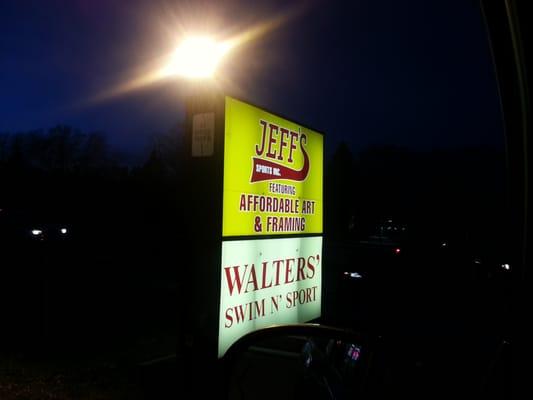 JEFF'S
SPORTS INC.
FEATURING
AFFORDABLE ART
& FRAMING
WALTERS'
SWIM N' SPORT